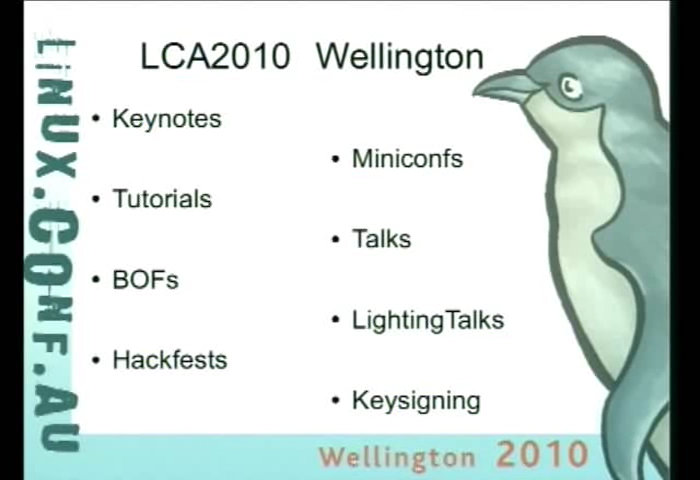 LCA2010 Wellington
LiNUX.CoNF.AU
• Keynotes
• Miniconfs
• Tutorials
• Talks
• BOFs
• LightingTalks
• Hackfests
• Keysigning
Wellington 2010